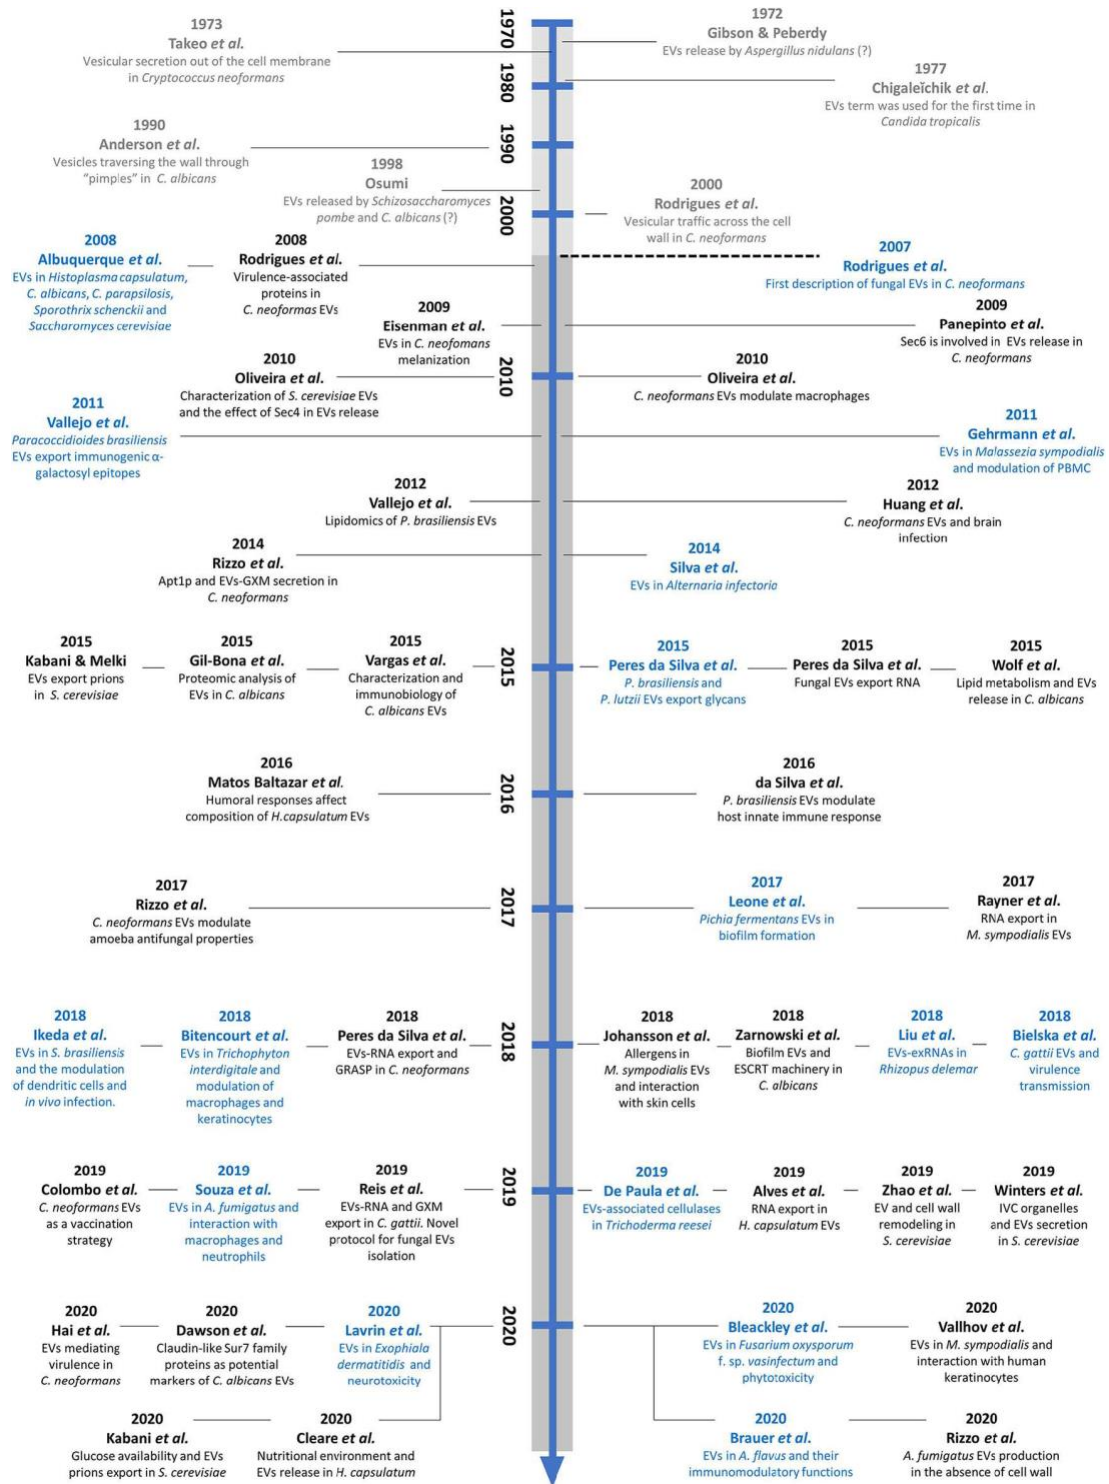 1973
Takeo et al.
Vesicular secretion out of the cell membrane
in Cryptococcus neoformans
1970
1972
Gibson & Peberdy
EVs release by Aspergillus nidulans (?)
1980
1977
Chigaleĭchik et al.
EVs term was used for the first time in
Candida tropicalis
1990
Anderson et al.
Vesicles traversing the wall through
“pimples” in C. albicans
1990
1998
Osumi
EVs released by Schizosaccharomyces
pombe and C. albicans (?)
2000
2000
Rodrigues et al.
Vesicular traffic across the cell
wall in C. neoformans
2008
Albuquerque et al.
EVs in Histoplasma capsulatum,
C. albicans, C. parapsilosis,
Sporothrix schenckii and
Saccharomyces cerevisiae
2008
Rodrigues et al.
Virulence-associated
proteins in
C. neoformas EVs
2007
Rodrigues et al.
First description of fungal EVs in C. neoformans
2009
Eisenman et al.
EVs in C. neofomans
melanization
2009
Panepinto et al.
Sec6 is involved in EVs release in
C. neoformans
2010
Oliveira et al.
Characterization of S. cerevisiae EVs
and the effect of Sec4 in EVs release
2010
2010
Oliveira et al.
C. neoformans EVs modulate macrophages
2011
Vallejo et al.
Paracoccidioides brasiliensis
EVs export immunogenic α-
galactosyl epitopes
2011
Gehrmann et al.
EVs in Malassezia sympodialis
and modulation of PBMC
2012
Vallejo et al.
Lipidomics of P. brasiliensis EVs
2012
Huang et al.
C. neoformans EVs and brain
infection
2014
Rizzo et al.
Apt1p and EVs-GXM secretion in
C. neoformans
2014
Silva et al.
EVs in Alternaria infectoria
2015
Kabani & Melki
EVs export prions
in S. cerevisiae
2015
Gil-Bona et al.
Proteomic analysis of
EVs in C. albicans
2015
Vargas et al.
Characterization and
immunobiology of
C. albicans EVs
2015
2015
Peres da Silva et al.
P. brasiliensis and
P. lutzii EVs export glycans
2015
Peres da Silva et al.
Fungal EVs export RNA
2015
Wolf et al.
Lipid metabolism and EVs
release in C. albicans
2016
Matos Baltazar et al.
Humoral responses affect
composition of H.capsulatum EVs
2016
2016
da Silva et al.
P. brasiliensis EVs modulate
host innate immune response
2017
Rizzo et al.
C. neoformans EVs modulate
amoeba antifungal properties
2017
2017
Leone et al.
Pichia fermentans EVs in
biofilm formation
2017
Rayner et al.
RNA export in
M. sympodialis EVs
2018
Ikeda et al.
EVs in S. brasiliensis
and the modulation
of dendritic cells and
in vivo infection.
2018
Bitencourt et al.
EVs in Trichophyton
interdigitale and
modulation of
macrophages and
keratinocytes
2018
Peres da Silva et al.
EVs-RNA export and
GRASP in C. neoformans
2018
2018
Johansson et al.
Allergens in
M. sympodialis EVs
and interaction
with skin cells
2018
Zarnowski et al.
Biofilm EVs and
ESCRT machinery in
C. albicans
2018
Liu et al.
EVs-exRNAs in
Rhizopus delemar
2018
Bielska et al.
C. gattii EVs and
virulence
transmission
2019
Colombo et al.
C. neoformans EVs
as a vaccination
strategy
2019
Souza et al.
EVs in A. fumigatus and
interaction with
macrophages and
neutrophils
2019
Reis et al.
EVs-RNA and GXM
export in C. gattii. Novel
protocol for fungal EVs
isolation
2019
2019
De Paula et al.
EVs-associated cellulases
in Trichoderma reesei
2019
Alves et al.
RNA export in
H. capsulatum EVs
2019
Zhao et al.
EV and cell wall
remodeling in
S. cerevisiae
2019
Winters et al.
IVC organelles
and EVs secretion
in S. cerevisiae
2020
Hai et al.
EVs mediating
virulence in
C. neoformans
2020
Dawson et al.
Claudin-like Sur7 family
proteins as potential
markers of C. albicans EVs
2020
Lavrin et al.
EVs in Exophiala
dermatitidis and
neurotoxicity
2020
2020
Bleackley et al.
EVs in Fusarium oxysporum
f. sp. vasinfectum and
phytotoxicity
2020
Vallhov et al.
EVs in M. sympodialis and
interaction with human
keratinocytes
2020
Kabani et al.
Glucose availability and EVs
prions export in S. cerevisiae
2020
Cleare et al.
Nutritional environment and
EVs release in H. capsulatum
2020
Brauer et al.
EVs in A. flavus and their
immunomodulatory functions
2020
Rizzo et al.
A. fumigatus EVs production
in the absence of cell wall